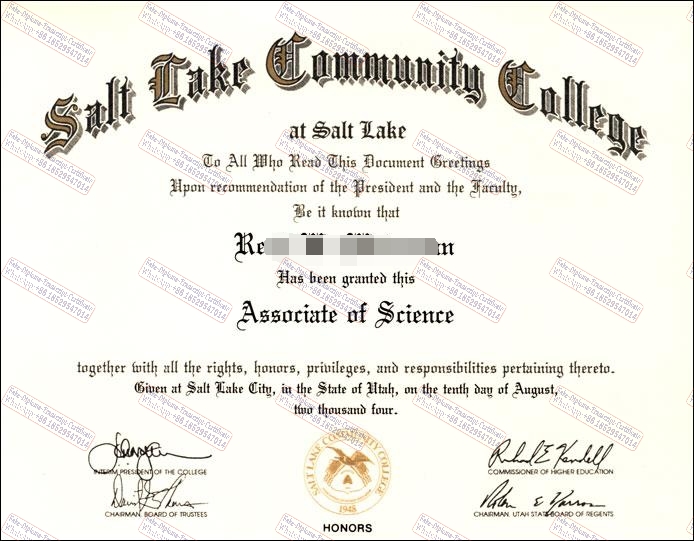 Salt Lake Community College
at Salt Lake
To All Who Read This Document Greetings
Upon recommendation of the President and the Faculty,
Be it known that
Has been granted this
Associate of Science
together with all the rights, honors, privileges, and responsibilities pertaining thereto.
Given at Salt Lake City, in the State of Utah, on the tenth day of August,
two thousand four.
INTERIM PRESIDENT OF THE COLLEGE
COMMISSIONER OF HIGHER EDUCATION
CHAIRMAN, BOARD OF TRUSTEES
CHAIRMAN, UTAH STATE BOARD OF REGENTS
SALT LAKE COMMUNITY COLLEGE
1948
HONORS